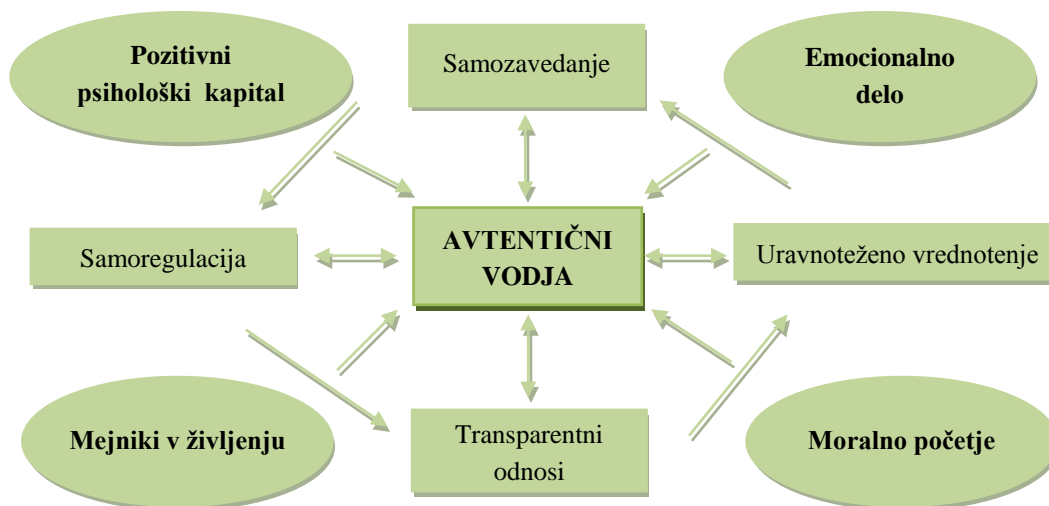 Pozitivni
psihološki kapital
Samozavedanje
Emocionalno
delo
Samoregulacija
AVTENTIČNI
VODJA
Uravnoteženo vrednotenje
Mejniki v življenju
Transparentni
odnosi
Moralno početje